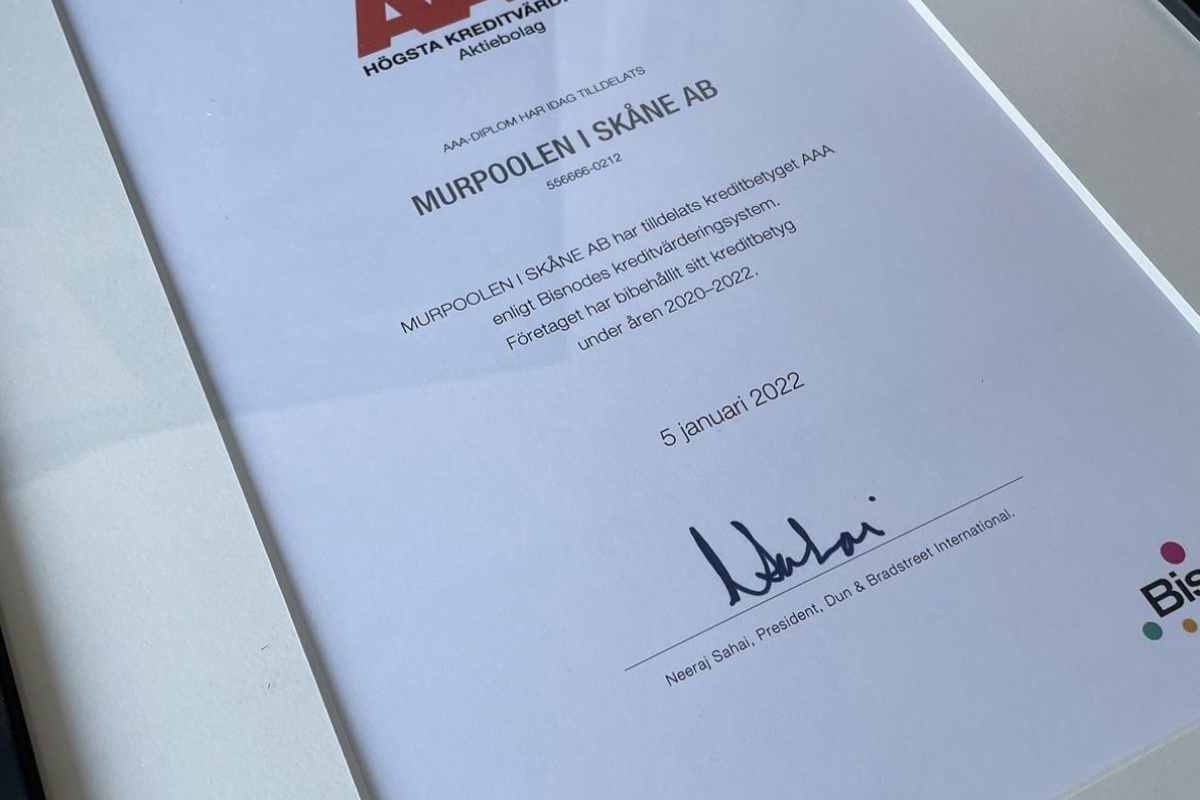 HÖGSTA
Aktiebolag
AAA-DIPLOM HAR IDAG TILLDELATS
MURPOOLEN I SKÅNE AB
556666-0212
MURPOOLEN I SKÅNE AB har tilldelats kreditbetyget AAA
enligt Bisnodes kreditvärderingsystem.
Företaget har bibehållit sitt kreditbetyg
under åren 2020–2022.
5 januari 2022
Neeraj Sahai, President, Dun & Bradstreet International.